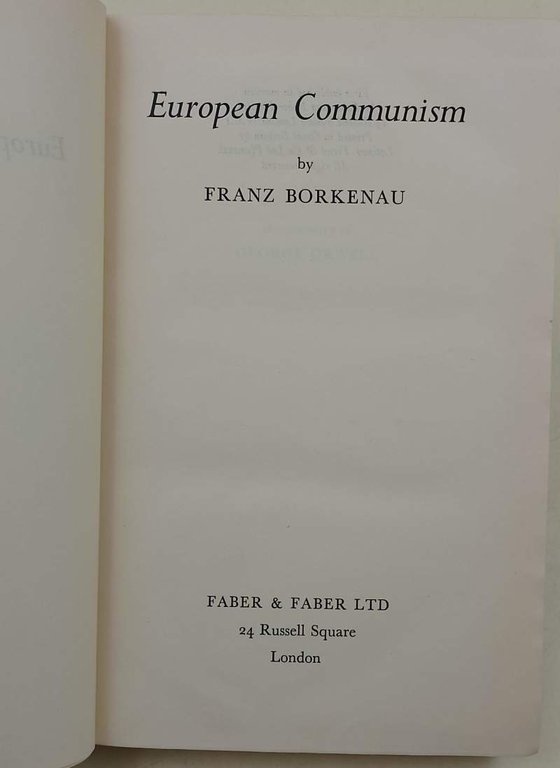 European Communism
by
FRANZ BORKENAU
FABER & FABER LTD
24 Russell Square
London